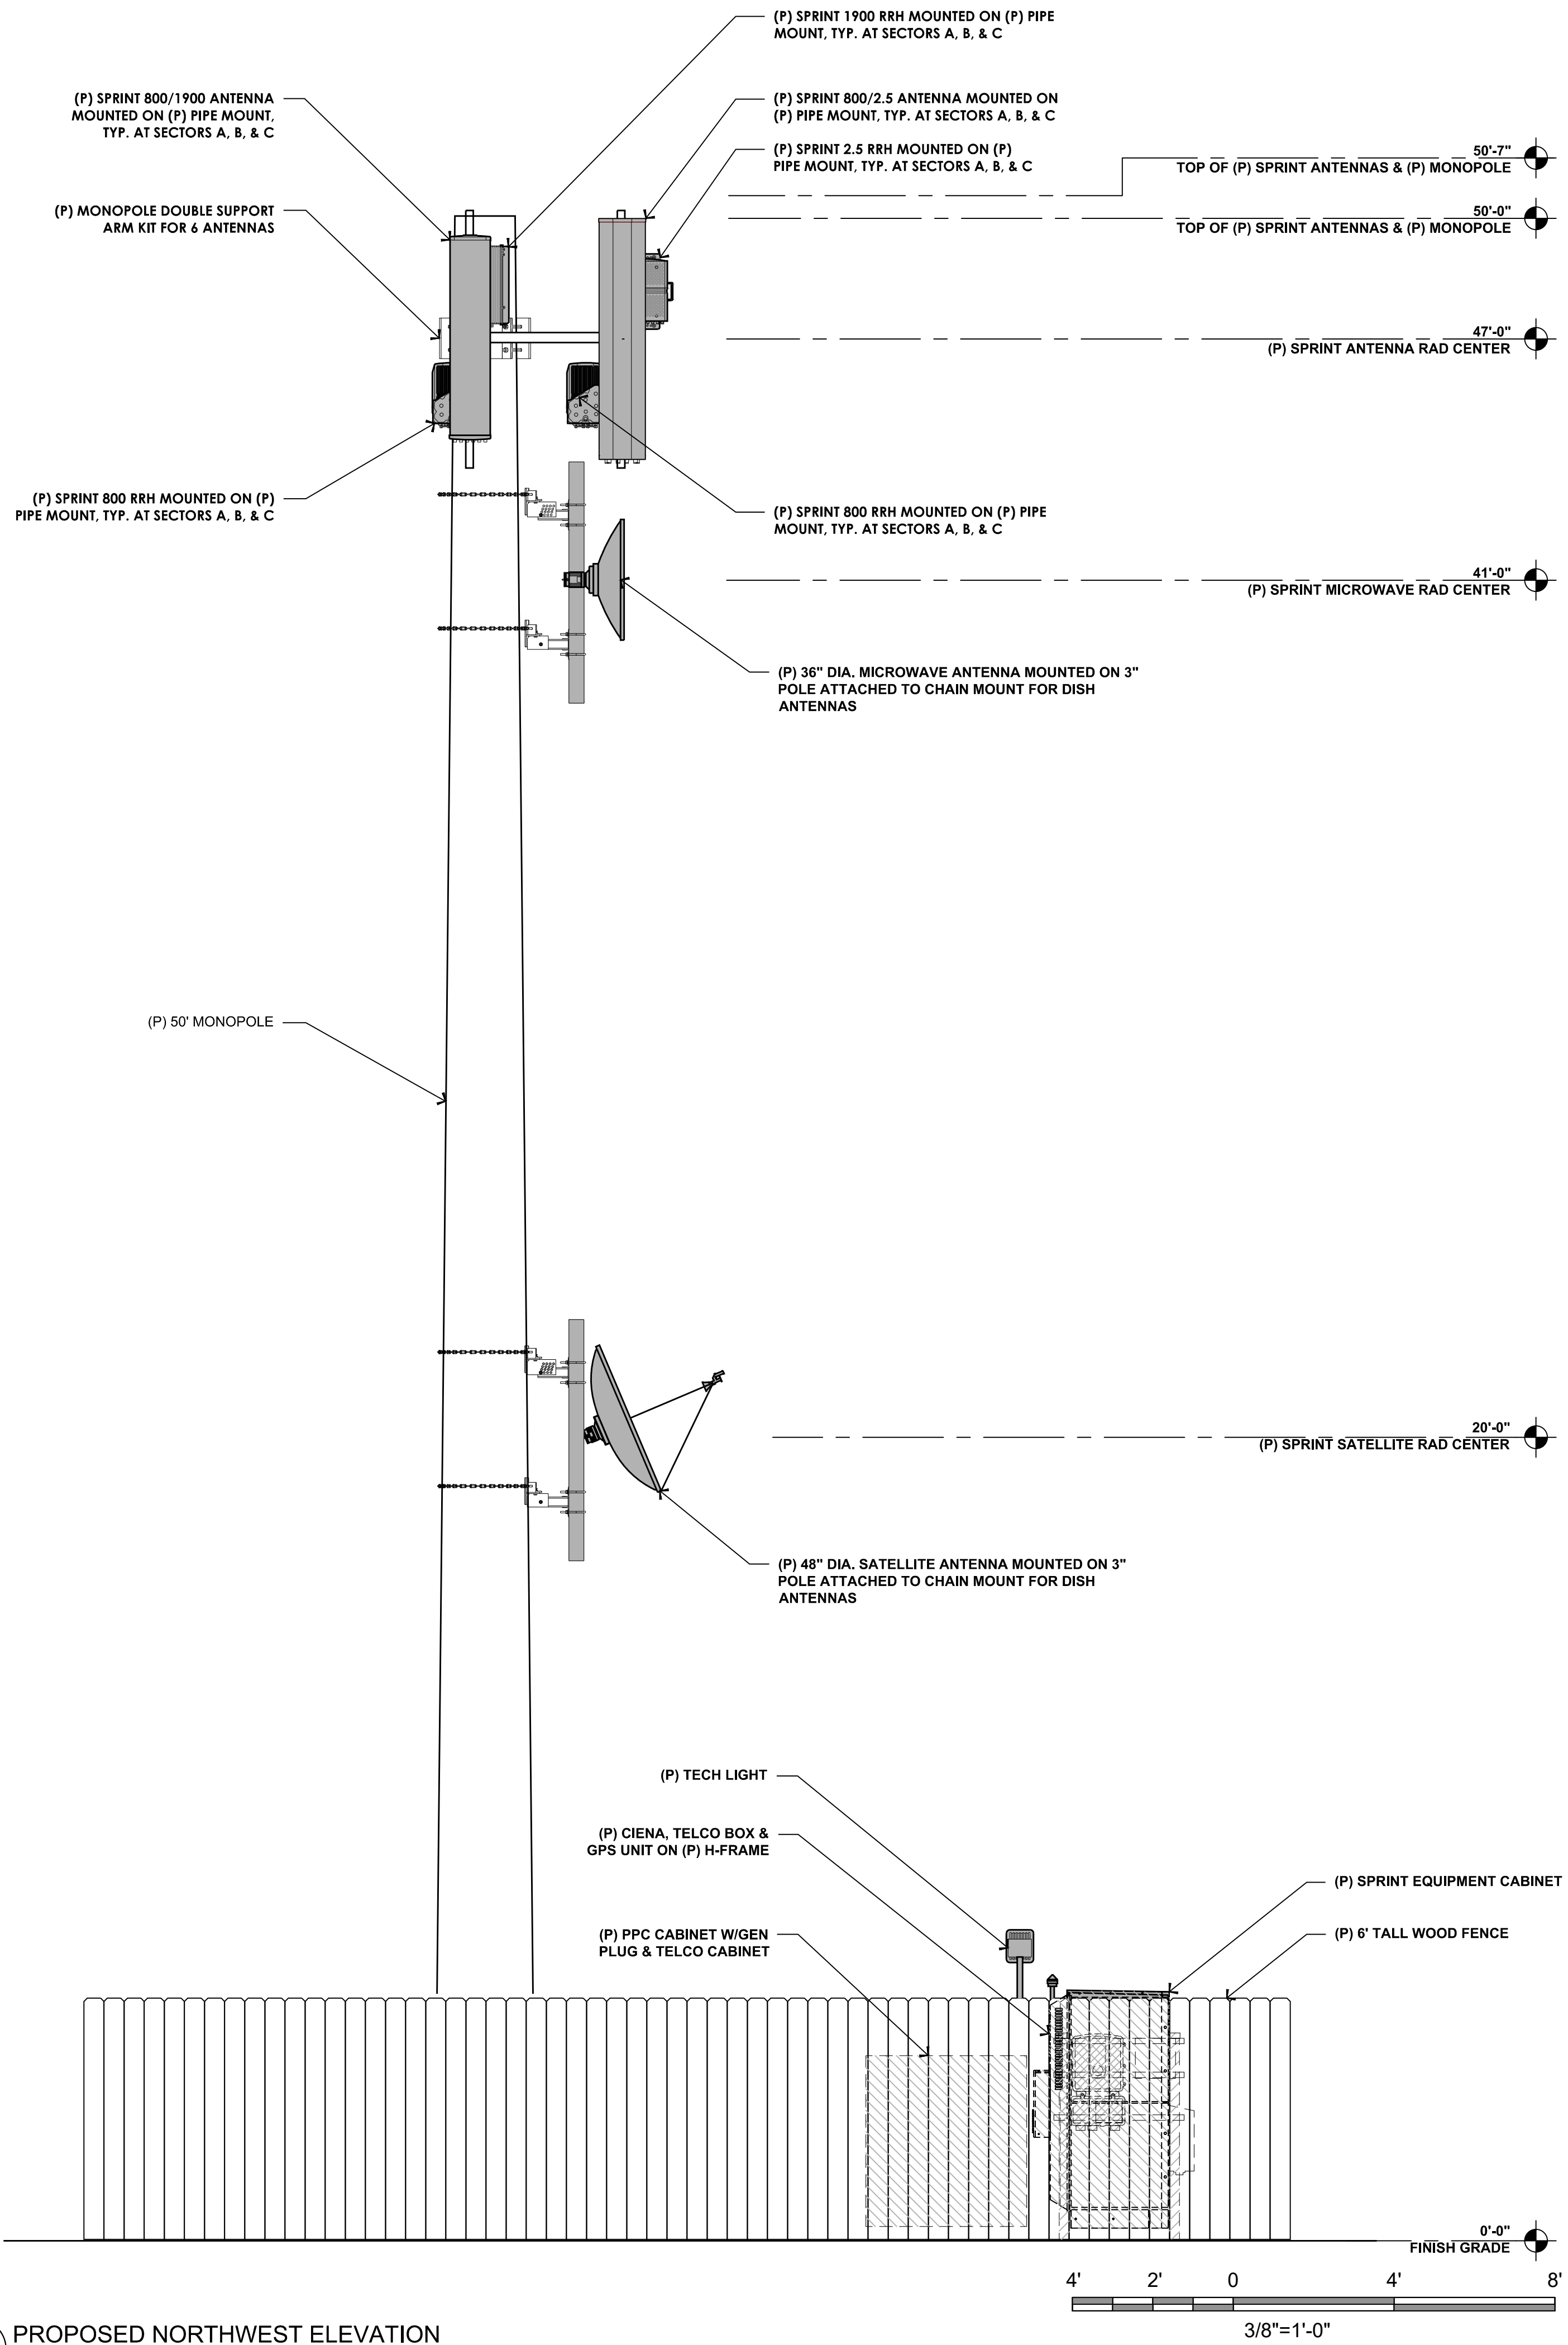 (P) SPRINT 1900 RRH MOUNTED ON (P) PIPE
MOUNT, TYP. AT SECTORS A, B, & C
(P) SPRINT 800/1900 ANTENNA
MOUNTED ON (P) PIPE MOUNT,
TYP. AT SECTORS A, B, & C
(P) SPRINT 800/2.5 ANTENNA MOUNTED ON
(P) PIPE MOUNT, TYP. AT SECTORS A, B, & C
(P) SPRINT 2.5 RRH MOUNTED ON (P)
PIPE MOUNT, TYP. AT SECTORS A, B, & C
50'-7"
TOP OF (P) SPRINT ANTENNAS & (P) MONOPOLE
(P) MONOPOLE DOUBLE SUPPORT
ARM KIT FOR 6 ANTENNAS
50'-0"
TOP OF (P) SPRINT ANTENNAS & (P) MONOPOLE
47'-0"
(P) SPRINT ANTENNA RAD CENTER
(P) SPRINT 800 RRH MOUNTED ON (P)
PIPE MOUNT, TYP. AT SECTORS A, B, & C
(P) SPRINT 800 RRH MOUNTED ON (P) PIPE
MOUNT, TYP. AT SECTORS A, B, & C
41'-0"
(P) SPRINT MICROWAVE RAD CENTER
(P) 36" DIA. MICROWAVE ANTENNA MOUNTED ON 3"
POLE ATTACHED TO CHAIN MOUNT FOR DISH
ANTENNAS
(P) 50' MONOPOLE
20'-0"
(P) SPRINT SATELLITE RAD CENTER
(P) 48" DIA. SATELLITE ANTENNA MOUNTED ON 3"
POLE ATTACHED TO CHAIN MOUNT FOR DISH
ANTENNAS
(P) TECH LIGHT
(P) CIENA, TELCO BOX &
GPS UNIT ON (P) H-FRAME
(P) SPRINT EQUIPMENT CABINET
(P) PPC CABINET W/GEN
PLUG & TELCO CABINET
(P) 6' TALL WOOD FENCE
0'-0"
FINISH GRADE
4' 2' 0 4' 8'
3/8"=1'-0"
PROPOSED NORTHWEST ELEVATION